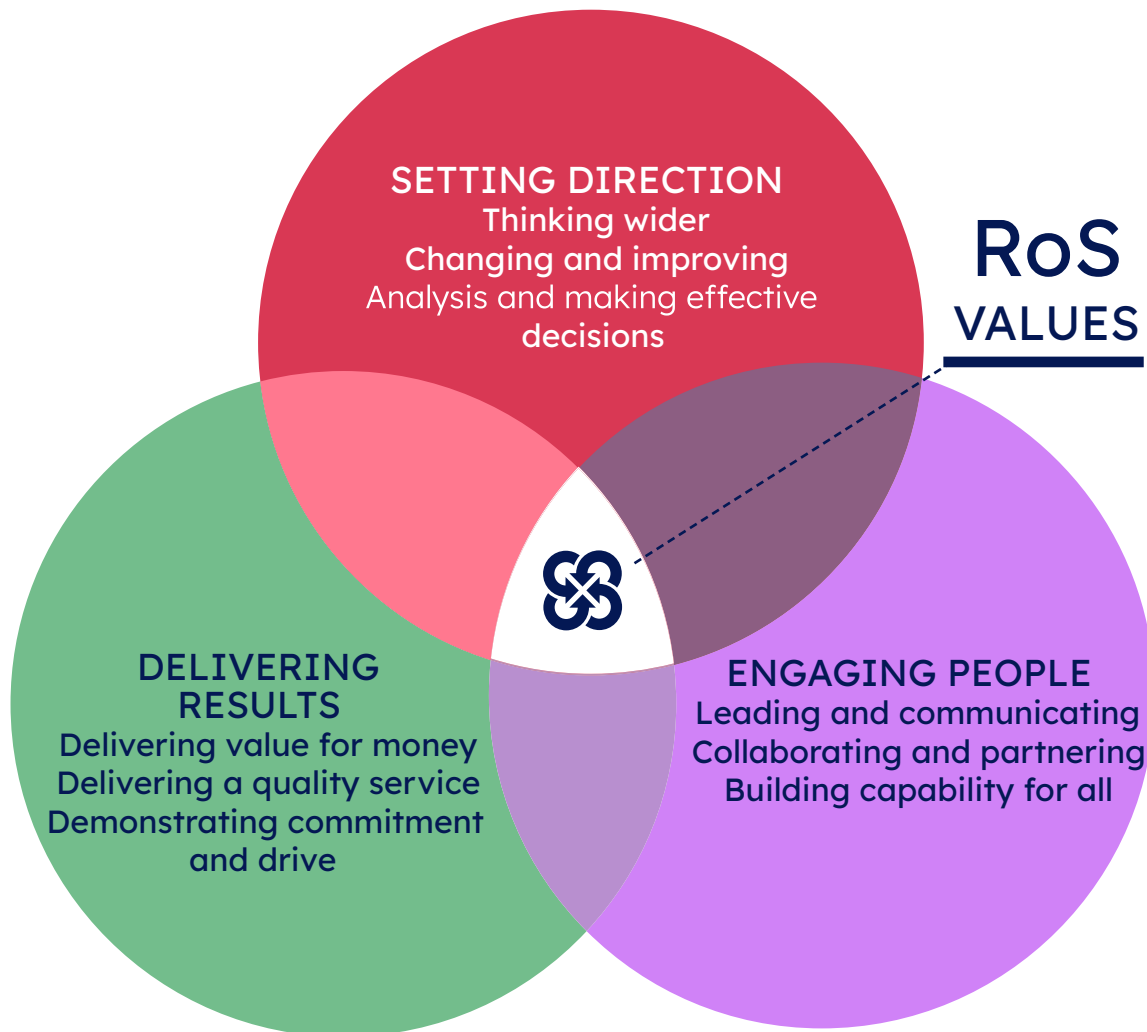 SETTING DIRECTION
Thinking wider
Changing and improving
Analysis and making effective
decisions
RoS
VALUES
DELIVERING
RESULTS
Delivering value for money
Delivering a quality service
Demonstrating commitment
and drive
ENGAGING PEOPLE
Leading and communicating
Collaborating and partnering
Building capability for all